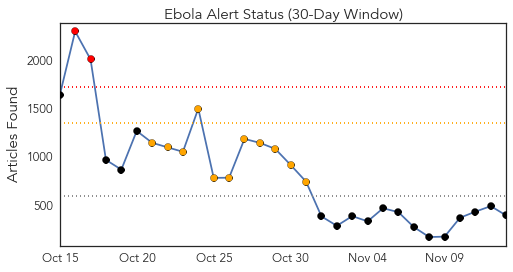 Ebola Alert Status (30-Day Window)
Articles Found
2000
1500
1000
500
Oct 15 Oct 20 Oct 25 Oct 30 Nov 04 Nov 09